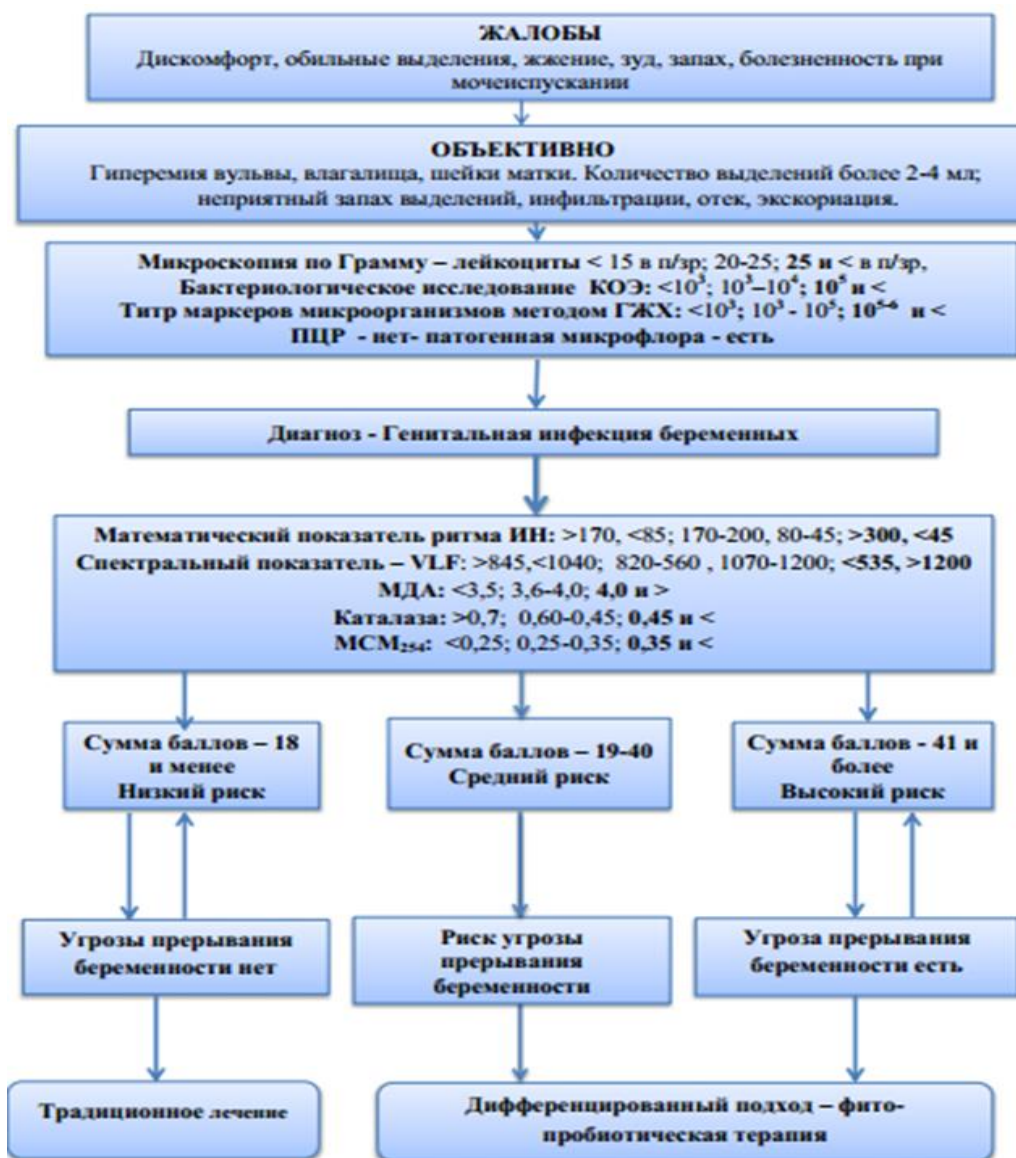 ЖАЛОБЫ
Дискомфорт, обильные выделения, жжение, зуд, запах, болезненность при
мочеиспускании
ОБЪЕКТИВНО
Гиперемия вульвы, влагалища, шейки матки. Количество выделений более 2-4 мл;
неприятный запах выделений, инфильтрации, отек, экскориация.
Микроскопия по Грамму – лейкоциты < 15 в п/зр; 20-25; 25 и < в п/зр,
Бактериологическое исследование КОЭ: <10³; 10³–10⁴; 10⁵ и <
Титр маркеров микроорганизмов методом ГЖХ: <10³; 10³ - 10⁵; 10⁵⁻⁶ и <
ПЦР - нет- патогенная микрофлора - есть
Диагноз - Генитальная инфекция беременных
Математический показатель ритма ИН: >170, <85; 170-200, 80-45; >300, <45
Спектральный показатель – VLF: >845,<1040; 820-560 , 1070-1200; <535, >1200
МДА: <3,5; 3,6-4,0; 4,0 и >
Каталаза: >0,7; 0,60-0,45; 0,45 и <
МСМ₂₅₄: <0,25; 0,25-0,35; 0,35 и <
Сумма баллов – 18
и менее
Низкий риск
Сумма баллов – 19-40
Средний риск
Сумма баллов - 41 и
более
Высокий риск
Угрозы прерывания
беременности нет
Риск угрозы
прерывания
беременности
Угроза прерывания
беременности есть
Традиционное лечение
Дифференцированный подход – фито-
пробиотическая терапия